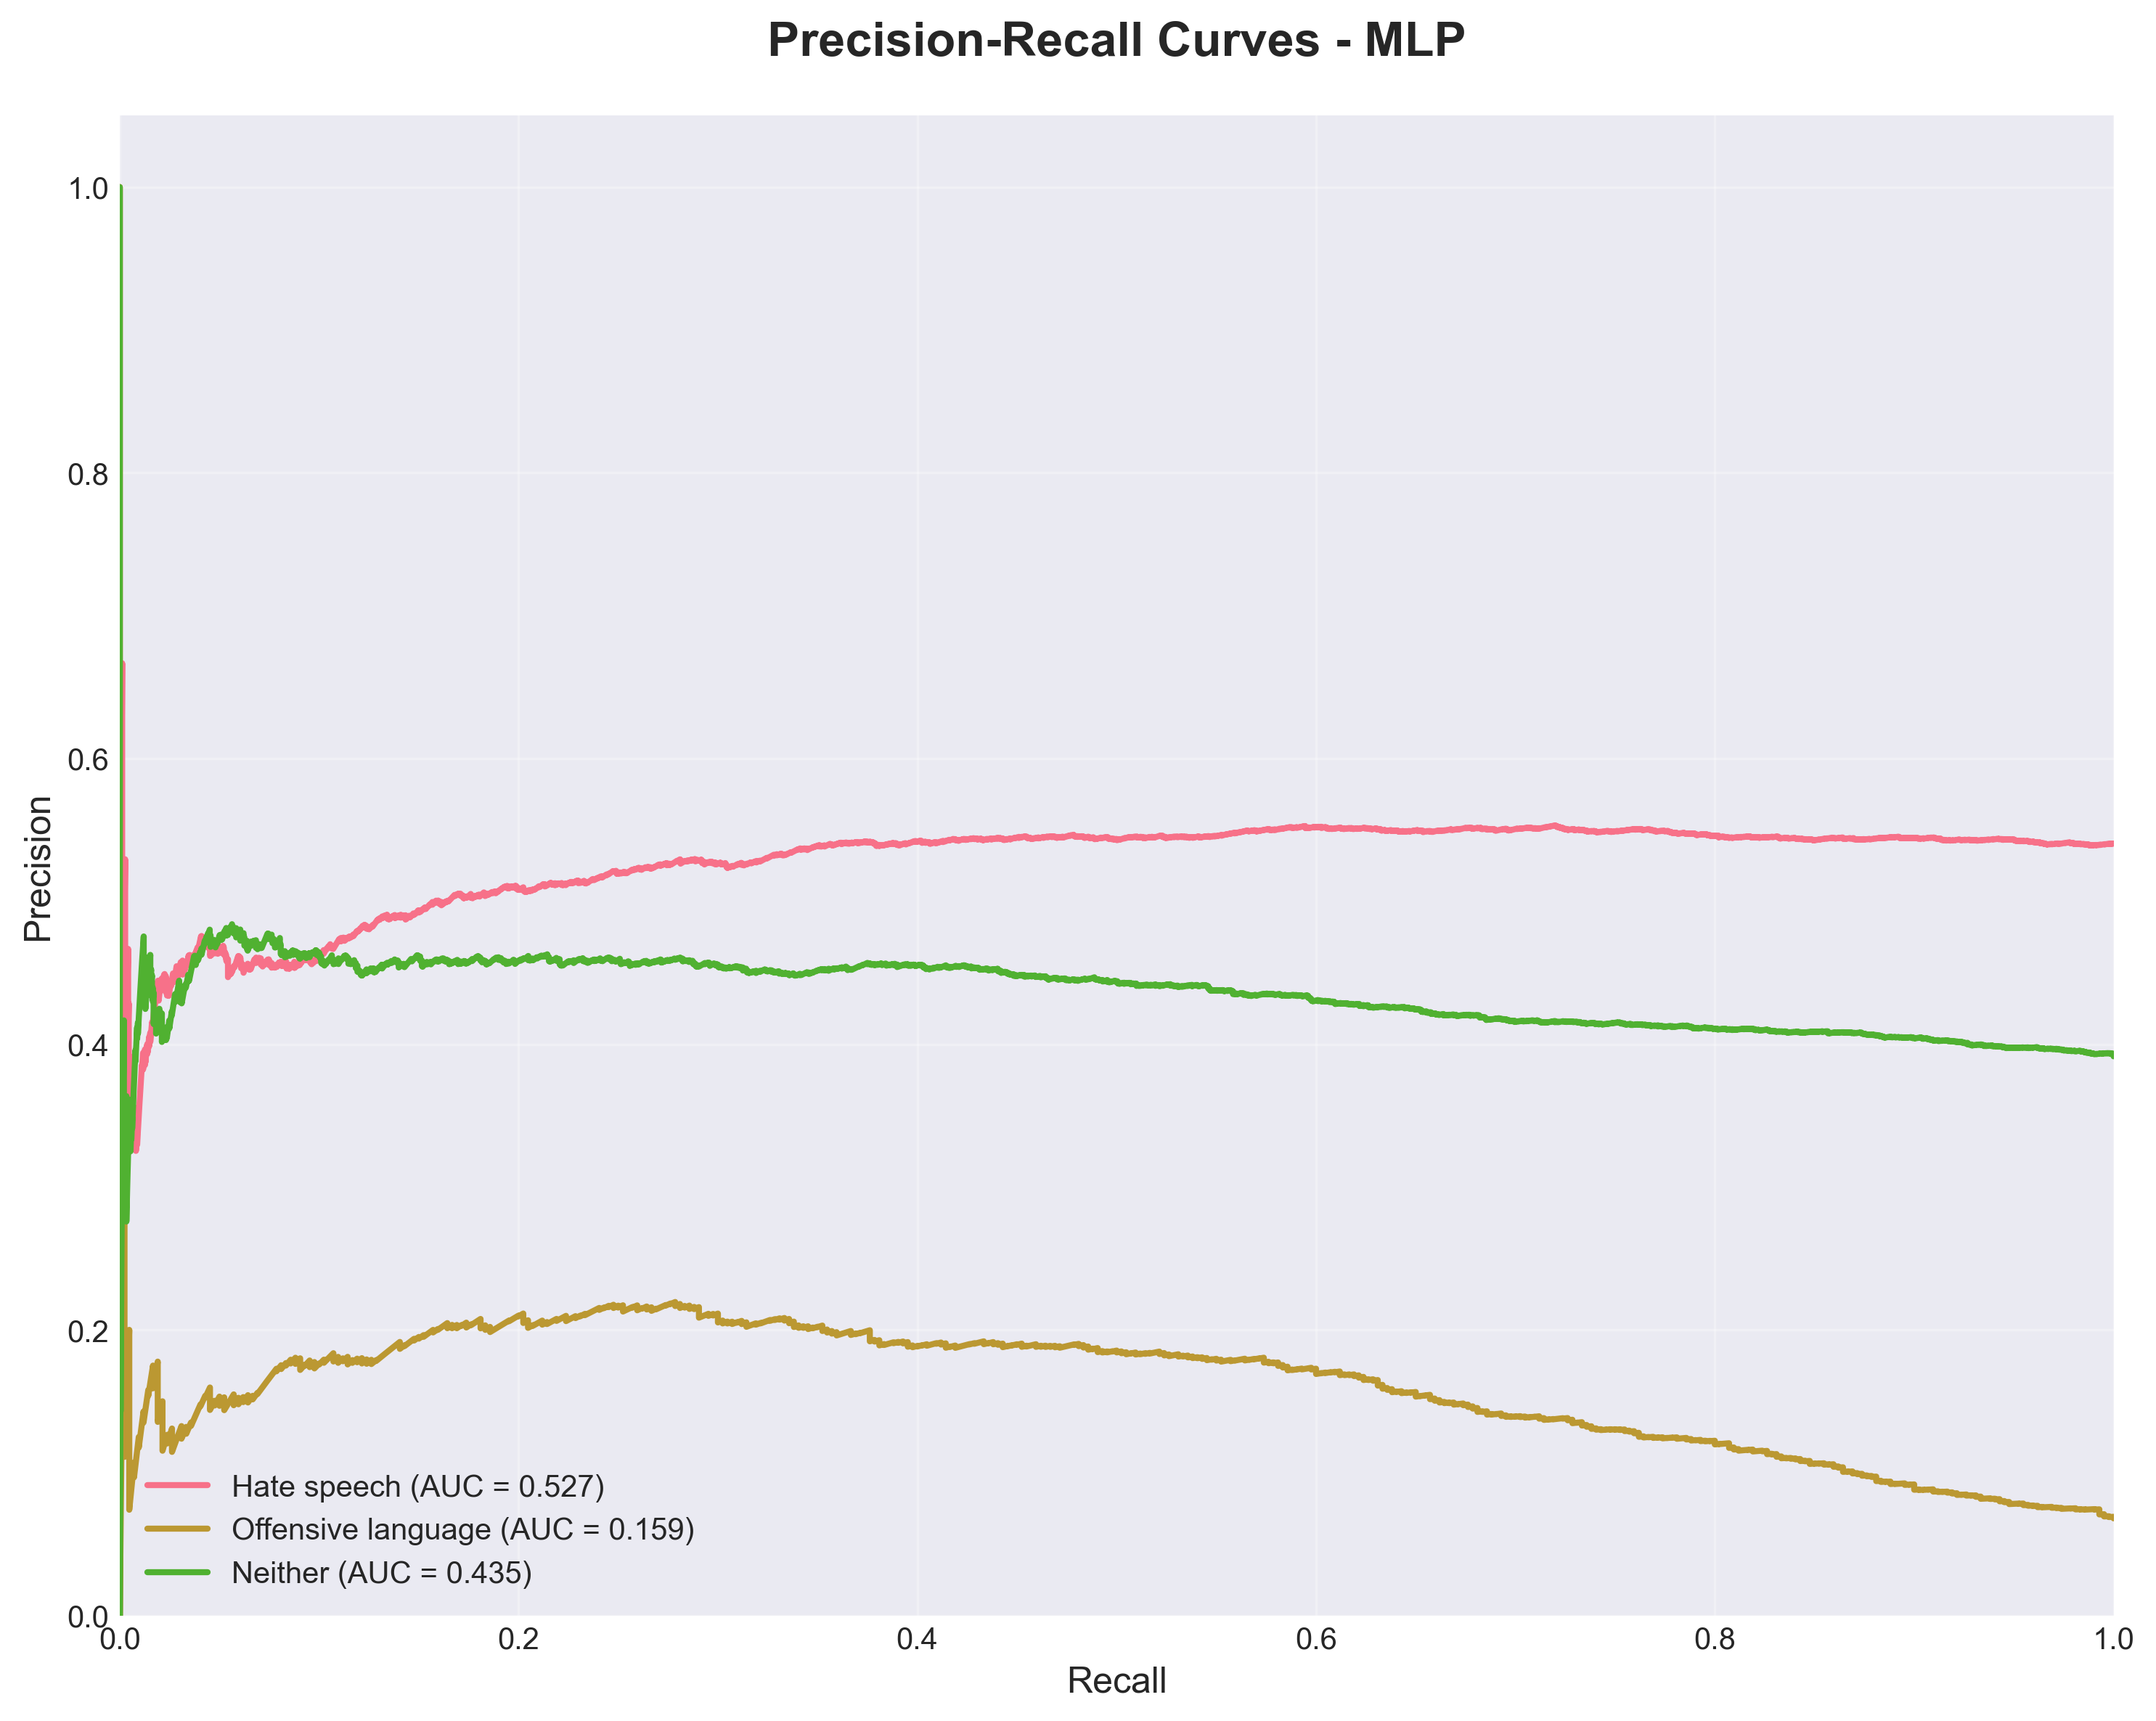 Precision-Recall Curves - MLP
Precision
1.0
0.8
0.6
0.4
0.2
0.0
Hate speech (AUC = 0.527)
Offensive language (AUC = 0.159)
Neither (AUC = 0.435)
0.0 0.2 0.4 0.6 0.8 1.0
Recall